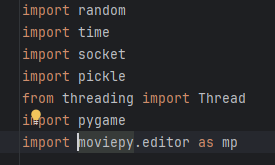 import random
import time
import socket
import pickle
from threading import Thread
import pygame
import moviepy.editor as mp